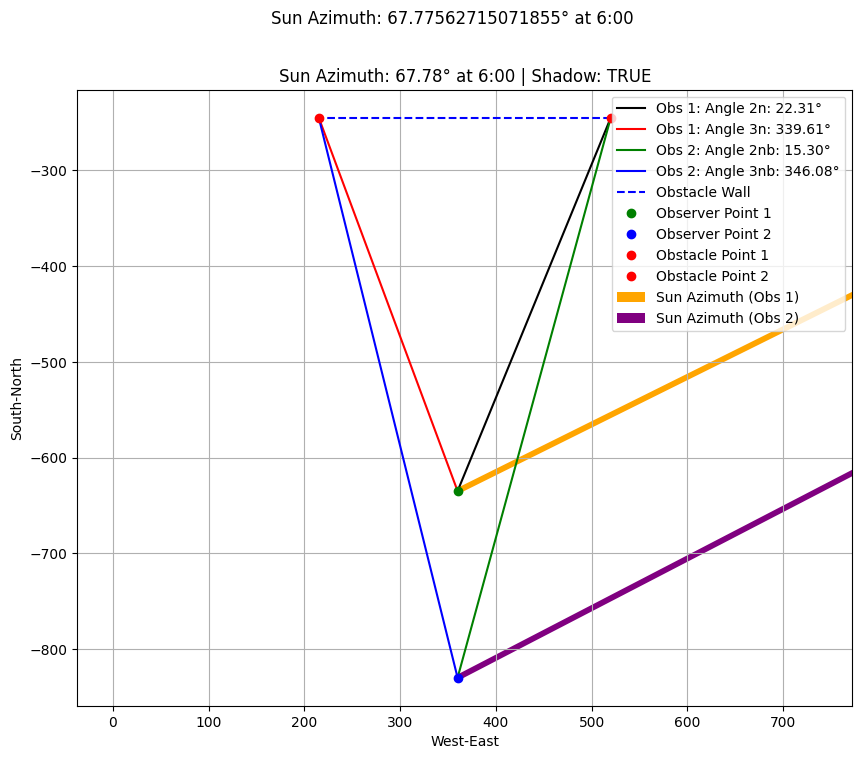 Sun Azimuth: 67.77562715071855° at 6:00
Sun Azimuth: 67.78° at 6:00 | Shadow: TRUE
Obs 1: Angle 2n: 22.31°
Obs 1: Angle 3n: 339.61°
Obs 2: Angle 2nb: 15.30°
Obs 2: Angle 3nb: 346.08°
Obstacle Wall
Observer Point 1
Observer Point 2
Obstacle Point 1
Obstacle Point 2
Sun Azimuth (Obs 1)
Sun Azimuth (Obs 2)
South-North
−300
−400
−500
−600
−700
−800
0
100
200
300
400
500
600
700
West-East